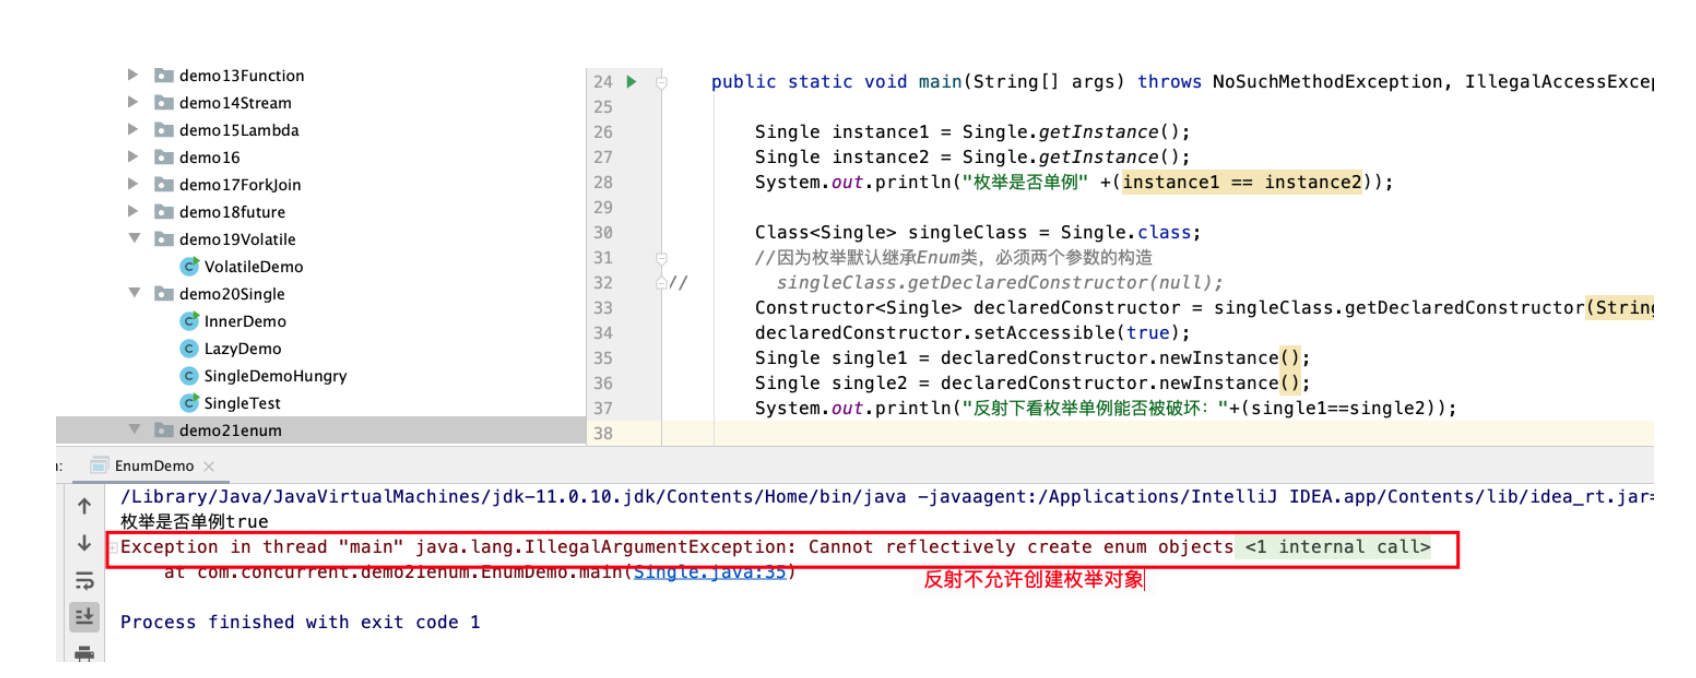 demo13Function
demo14Stream
demo15Lambda
demo16
demo17ForkJoin
demo18future
demo19Volatile
VolatileDemo
demo20Single
InnerDemo
LazyDemo
SingleDemoHungry
SingleTest
demo21enum
24 public static void main(String[] args) throws NoSuchMethodException, IllegalAccessExcep
25
26 Single instance1 = Single.getInstance();
27 Single instance2 = Single.getInstance();
28 System.out.println("枚举是否单例" +(instance1 == instance2));
29
30 Class<Single> singleClass = Single.class;
31 //因为枚举默认继承Enum类，必须两个参数的构造
32 // singleClass.getDeclaredConstructor(null);
33 Constructor<Single> declaredConstructor = singleClass.getDeclaredConstructor(String
34 declaredConstructor.setAccessible(true);
35 Single single1 = declaredConstructor.newInstance();
36 Single single2 = declaredConstructor.newInstance();
37 System.out.println("反射下看枚举单例能否被破坏："+(single1==single2));
38
EnumDemo
/Library/Java/JavaVirtualMachines/jdk-11.0.10.jdk/Contents/Home/bin/java -javaagent:/Applications/IntelliJ IDEA.app/Contents/lib/idea_rt.jar=
枚举是否单例true
Exception in thread "main" java.lang.IllegalArgumentException: Cannot reflectively create enum objects <1 internal call>
at com.concurrent.demo21enum.EnumDemo.main(Single.java:35)
反射不允许创建枚举对象
Process finished with exit code 1